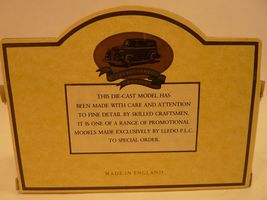 THIS DIE-CAST MODEL HAS
BEEN MADE WITH CARE AND ATTENTION
TO FINE DETAIL BY SKILLED CRAFTSMEN.
IT IS ONE OF A RANGE OF PROMOTIONAL
MODELS MADE EXCLUSIVELY BY LLEDO P.L.C.
TO SPECIAL ORDER.
MADE IN ENGLAND